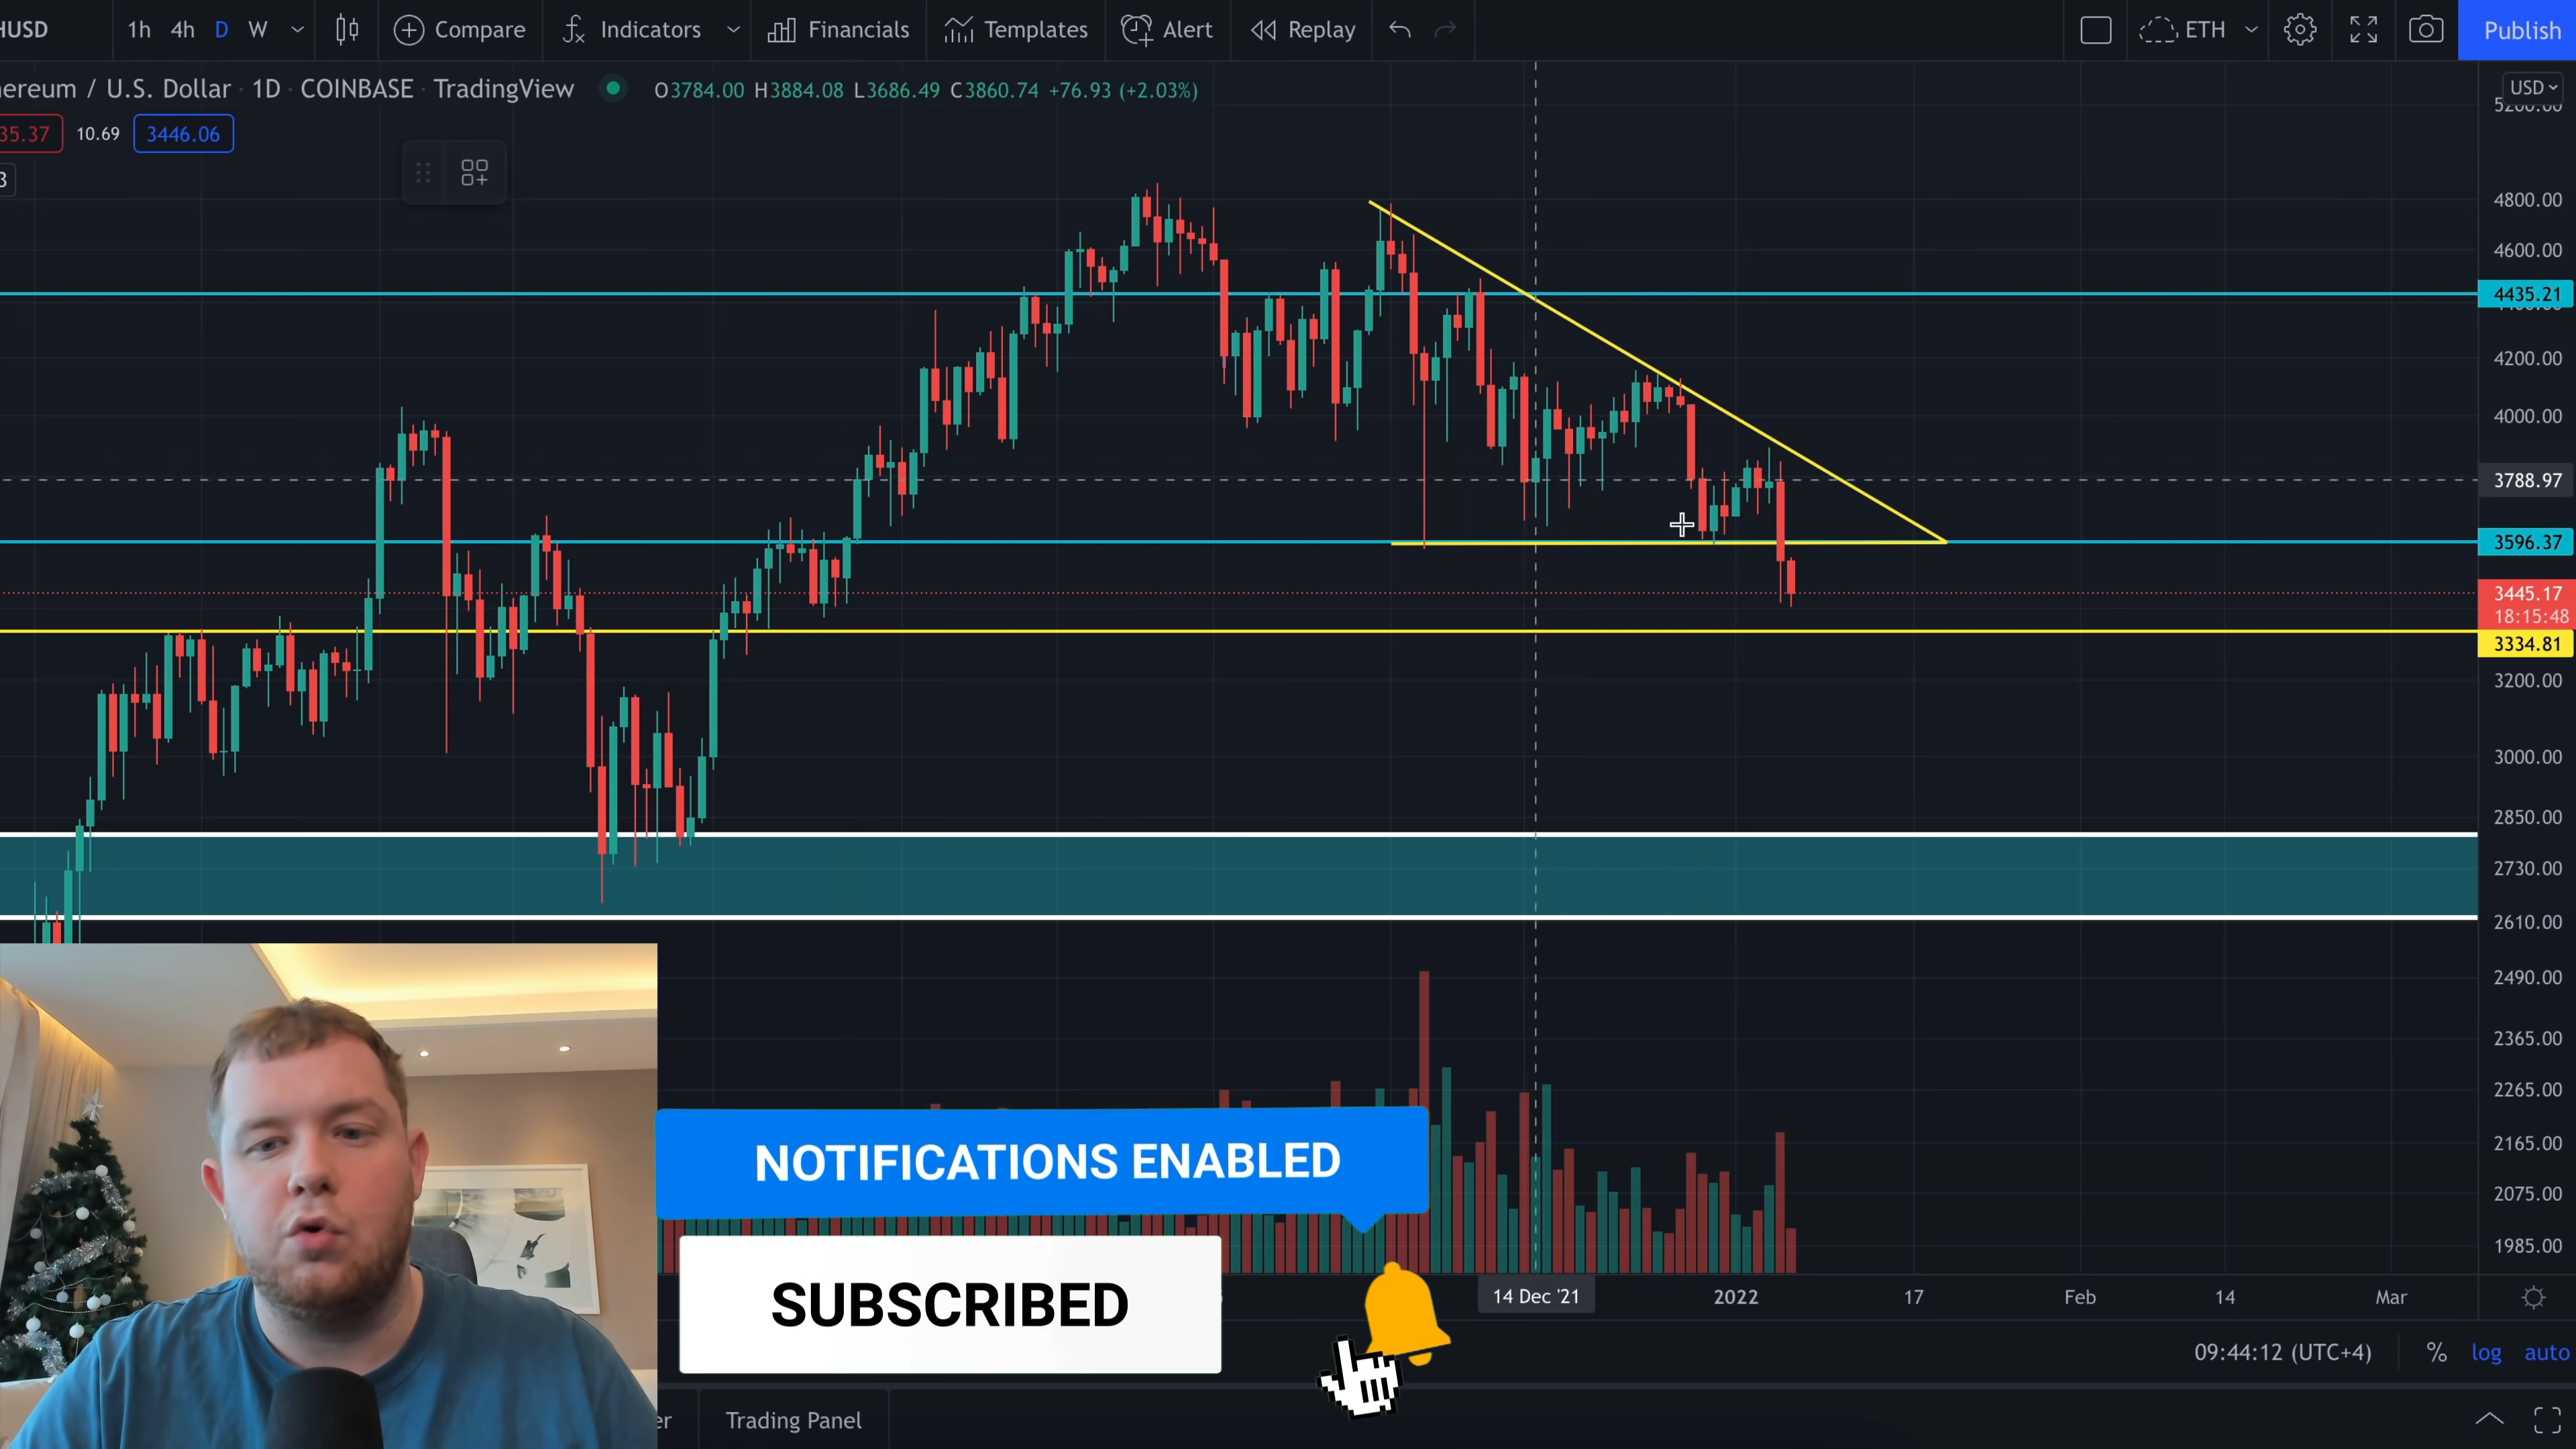 HUSD 1h 4h D W Compare Indicators Financials Templates Alert Replay ETH Publish
ereum / U.S. Dollar · 1D · COINBASE · TradingView O3784.00 H3884.08 L3686.49 C3860.74 +76.93 (+2.03%)
USD
5200.00
35.37 10.69 3446.06
3
4800.00
4600.00
4435.21
4200.00
4000.00
3788.97
3596.37
3445.17
18:15:48
3334.81
3200.00
3000.00
2850.00
2730.00
2610.00
2490.00
2365.00
2265.00
2165.00
2075.00
1985.00
NOTIFICATIONS ENABLED
SUBSCRIBED
14 Dec '21 2022 17 Feb 14 Mar
09:44:12 (UTC+4) % log auto
er Trading Panel